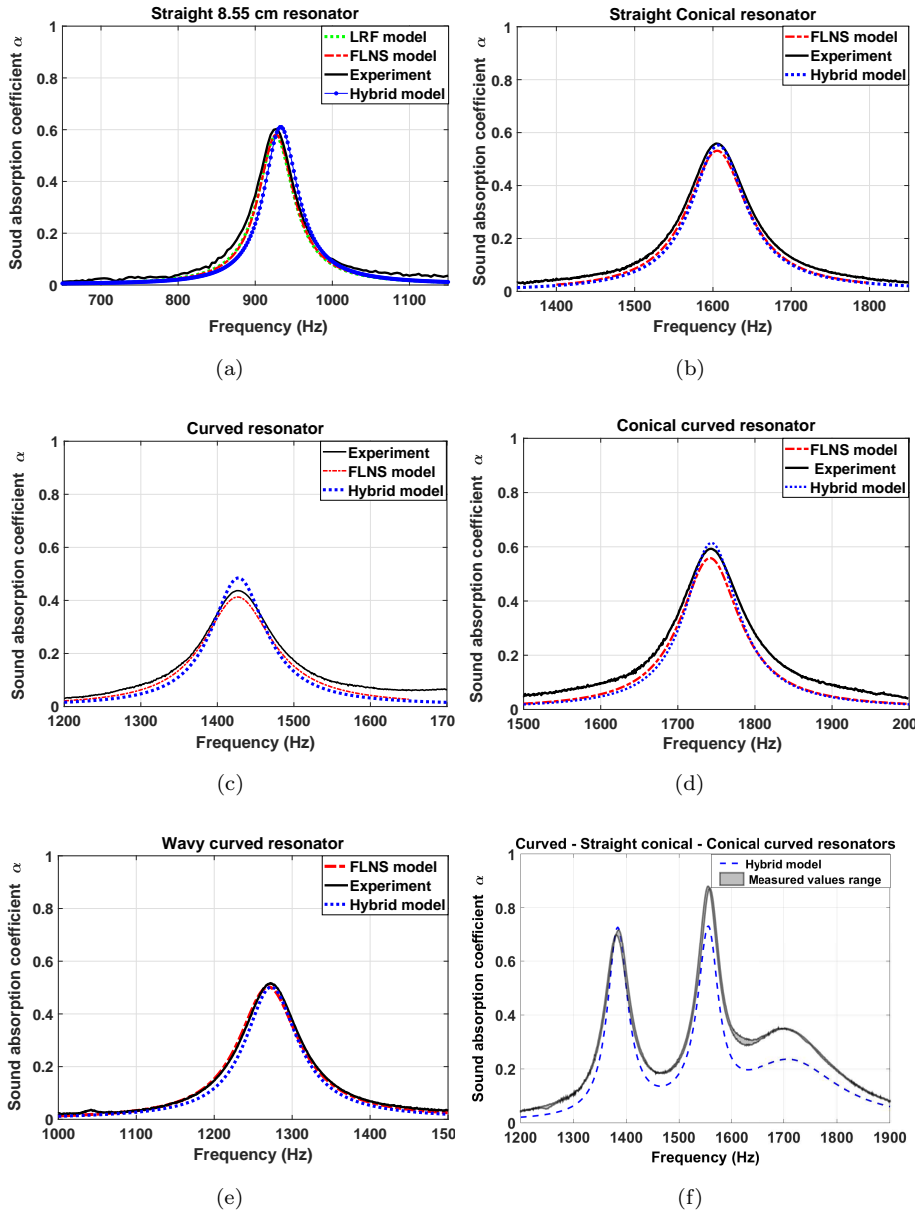 Straight 8.55 cm resonator
LRF model
FLNS model
Experiment
Hybrid model
Soud absorption coefficient α
1
0.8
0.6
0.4
0.2
0
700 800 900 1000 1100
Frequency (Hz)
(a)
Straight Conical resonator
FLNS model
Experiment
Hybrid model
Sound absorption coefficient α
1
0.8
0.6
0.4
0.2
0
1400 1500 1600 1700 1800
Frequency (Hz)
(b)
Curved resonator
Experiment
FLNS model
Hybrid model
Sound absorption coefficient α
1
0.8
0.6
0.4
0.2
0
1200 1300 1400 1500 1600 170
Frequency (Hz)
(c)
Conical curved resonator
FLNS model
Experiment
Hybrid model
Sound absorption coefficient α
1
0.8
0.6
0.4
0.2
0
1500 1600 1700 1800 1900 200
Frequency (Hz)
(d)
Wavy curved resonator
FLNS model
Experiment
Hybrid model
Sound absorption coefficient α
1
0.8
0.6
0.4
0.2
0
1000 1100 1200 1300 1400 150
Frequency (Hz)
(e)
Curved - Straight conical - Conical curved resonators
Hybrid model
Measured values range
Sound absorption coefficient α
1
0.8
0.6
0.4
0.2
0
1200 1300 1400 1500 1600 1700 1800 1900
Frequency (Hz)
(f)